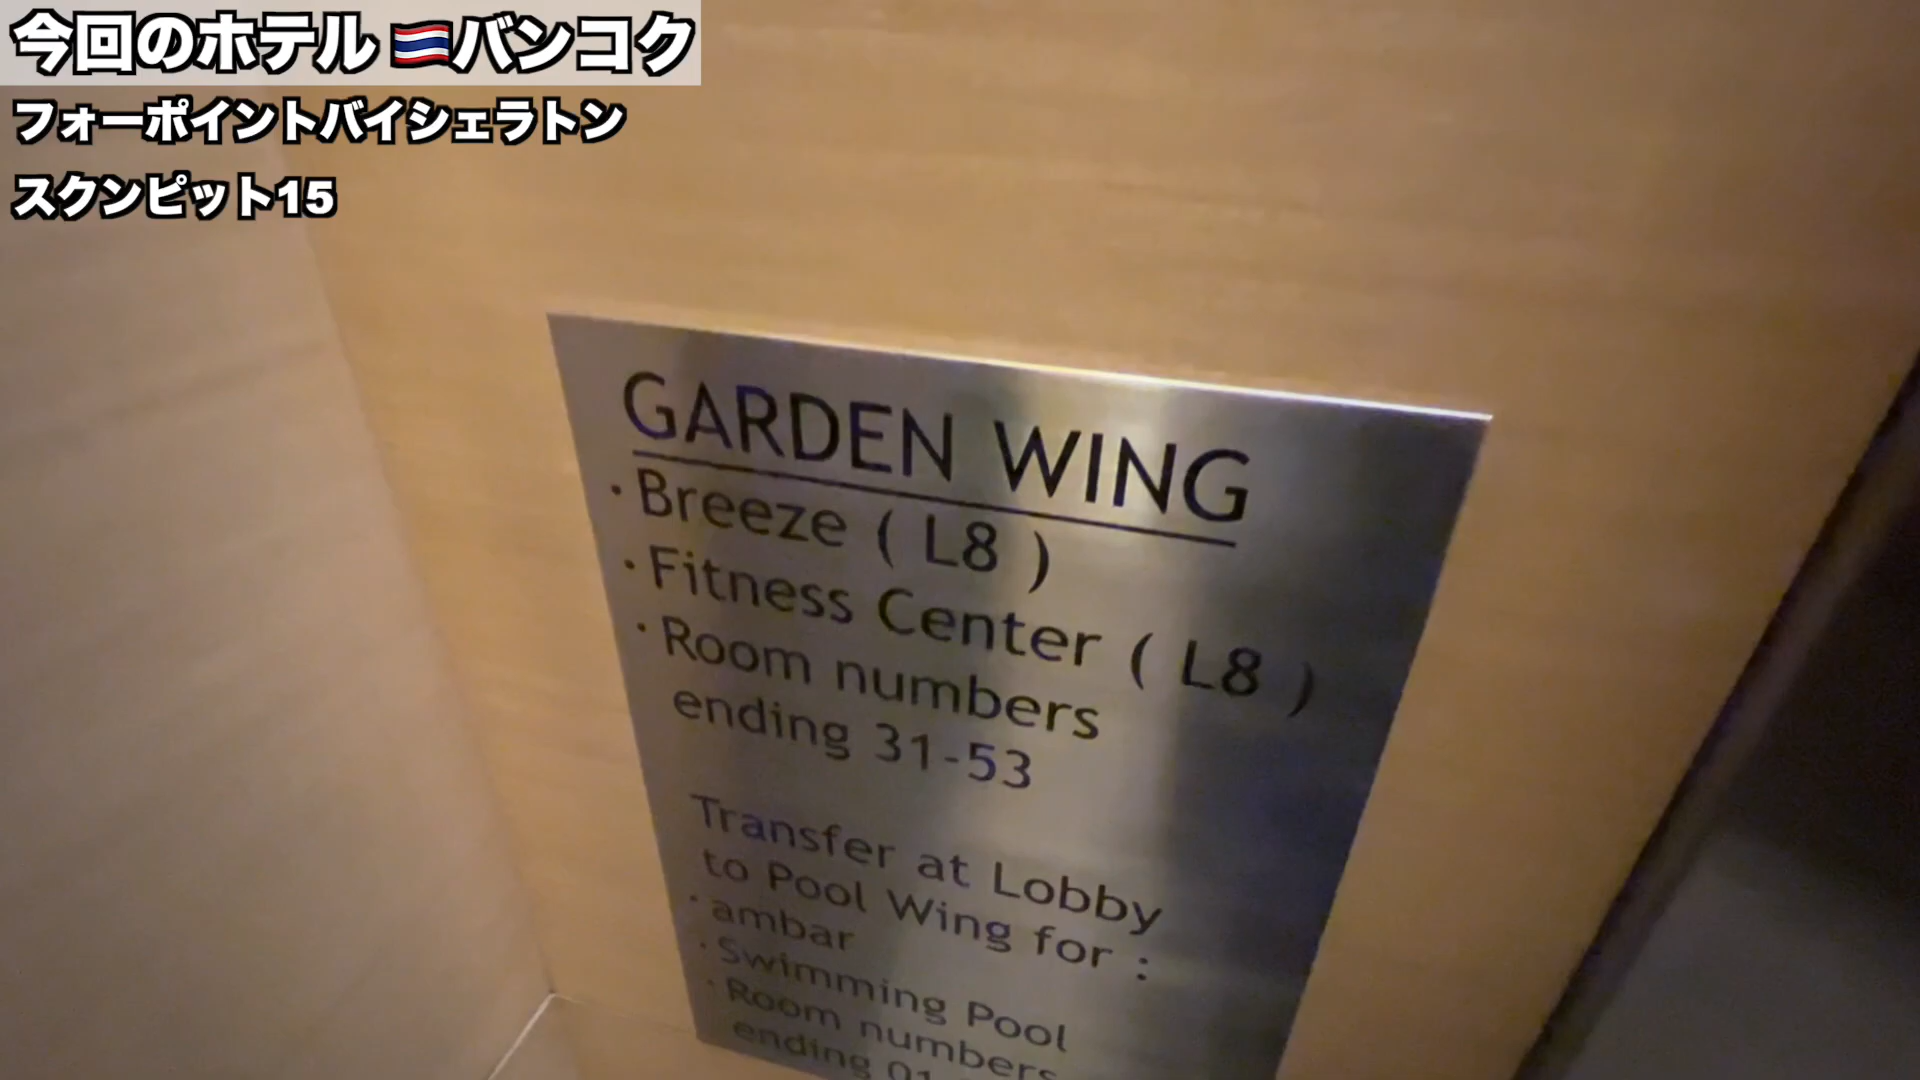 今回のホテル 🇹🇭バンコク
フォーポイントバイシェラトン
スクンピット15
GARDEN WING
· Breeze ( L8 )
· Fitness Center ( L8 )
· Room numbers
ending 31-53
Transfer at Lobby
to Pool Wing for :
· ambar
· Swimming Pool
· Room numbers
ending 01